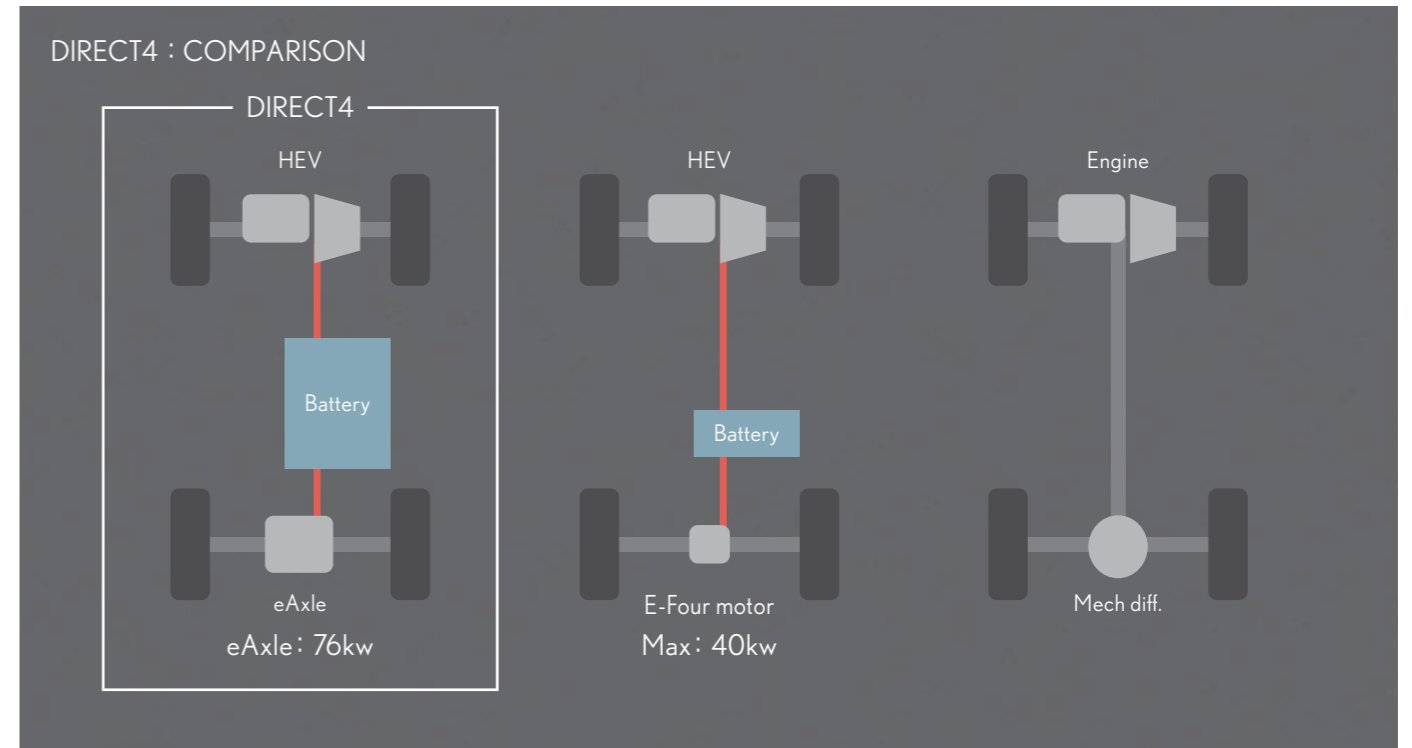 DIRECT4 : COMPARISON
DIRECT4
HEV
Battery
eAxle
eAxle : 76kw
HEV
Battery
E-Four motor
Max : 40kw
Engine
Mech diff.